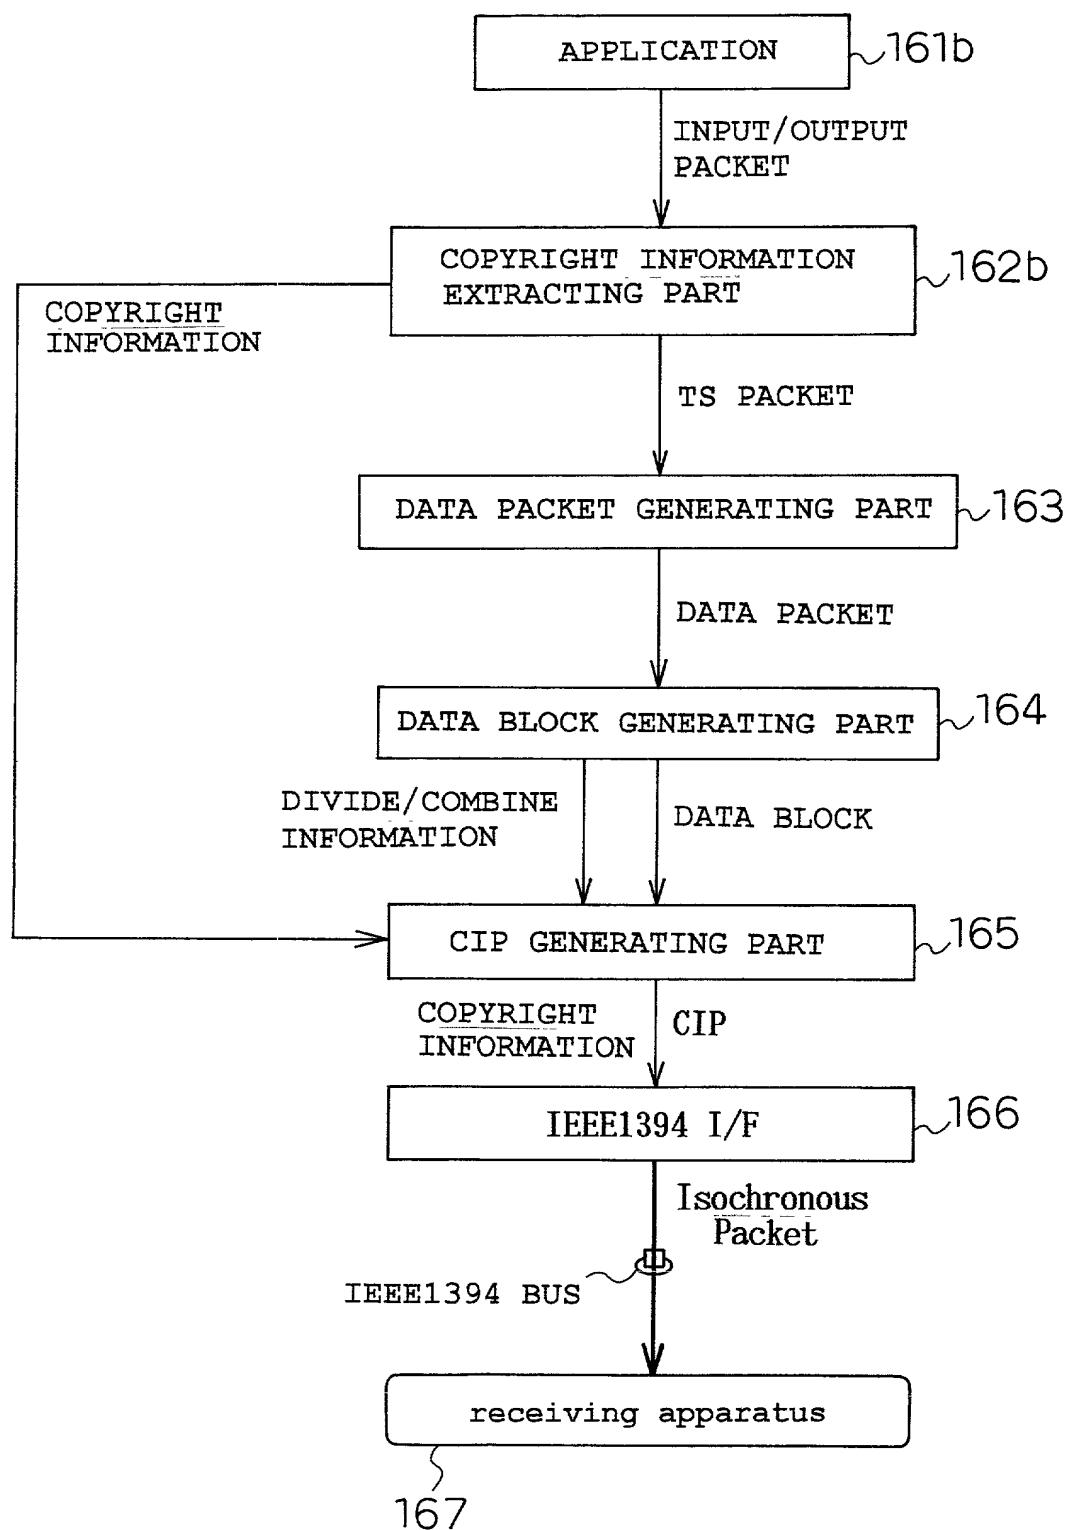 APPLICATION
161b
INPUT/OUTPUT
PACKET
COPYRIGHT INFORMATION
EXTRACTING PART
162b
COPYRIGHT
INFORMATION
TS PACKET
DATA PACKET GENERATING PART
163
DATA PACKET
DATA BLOCK GENERATING PART
164
DIVIDE/COMBINE
INFORMATION
DATA BLOCK
CIP GENERATING PART
165
COPYRIGHT
INFORMATION
CIP
IEEE1394 I/F
166
Isochronous
Packet
IEEE1394 BUS
receiving apparatus
167